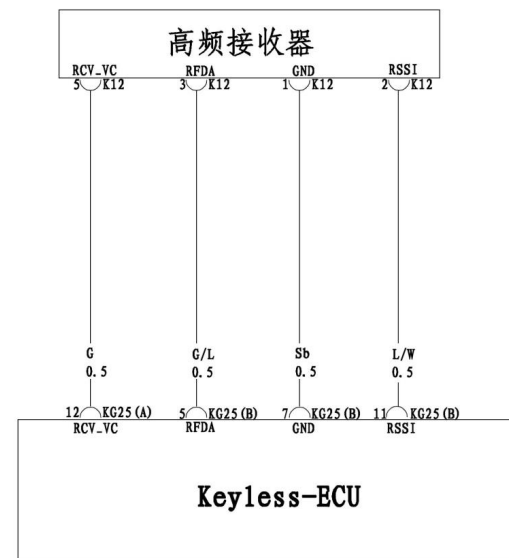 高频接收器
RCV_VC RFDA GND RSSI
5 K12 3 K12 1 K12 2 K12
G G/L Sb L/W
0.5 0.5 0.5 0.5
12 KG25(A) 5 KG25(B) 7 KG25(B) 11 KG25(B)
RCV_VC RFDA GND RSSI
Keyless-ECU